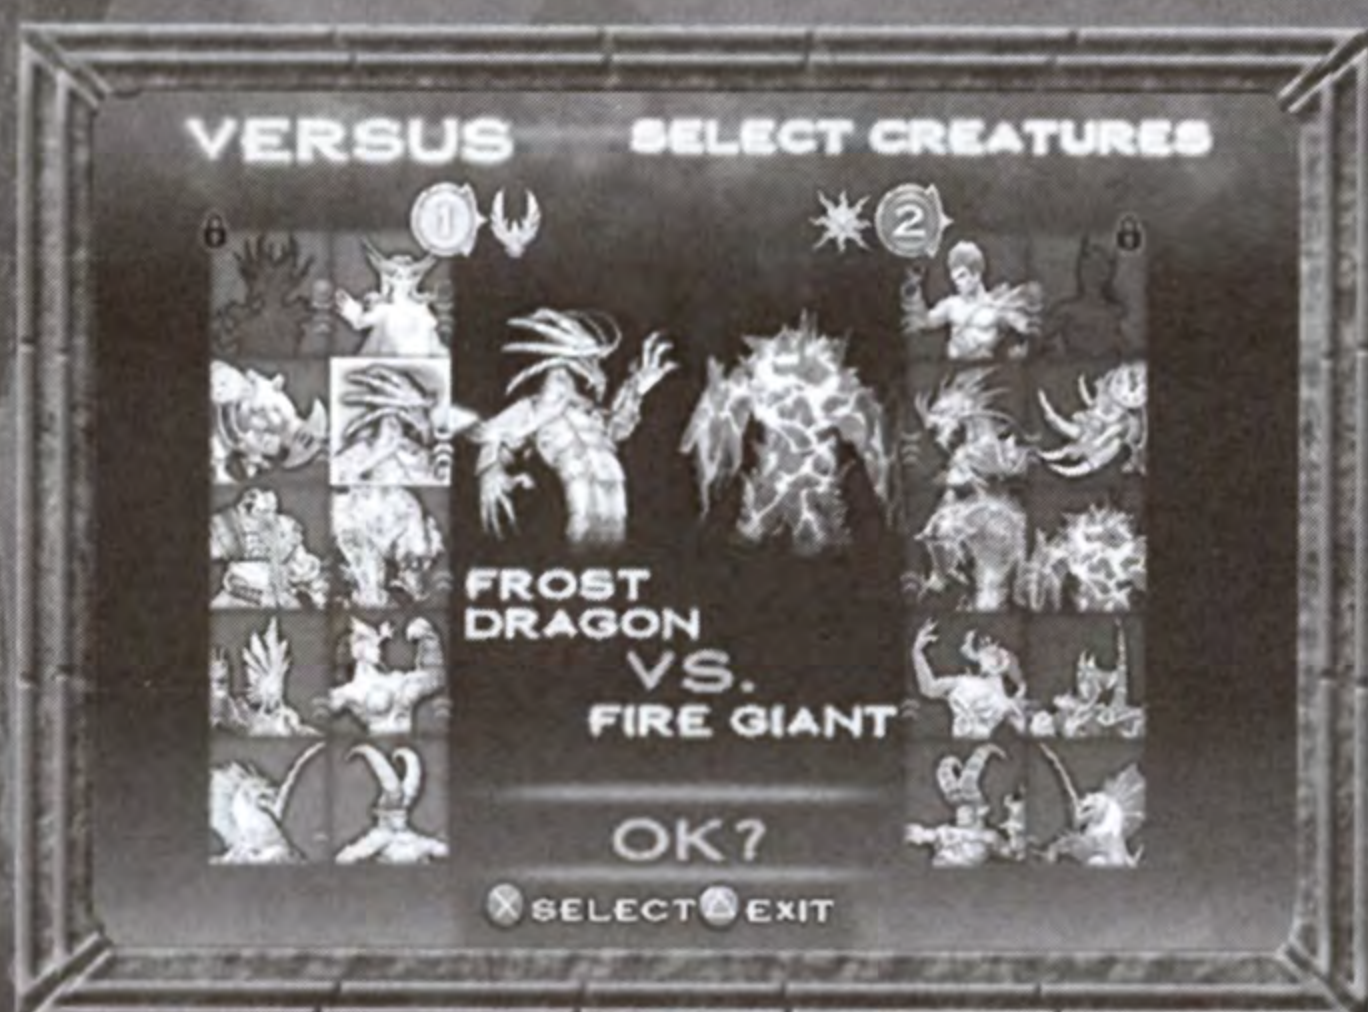 VERSUS
SELECT CREATURES
1
2
FROST
DRAGON
VS.
FIRE GIANT
OK?
X SELECT △ EXIT